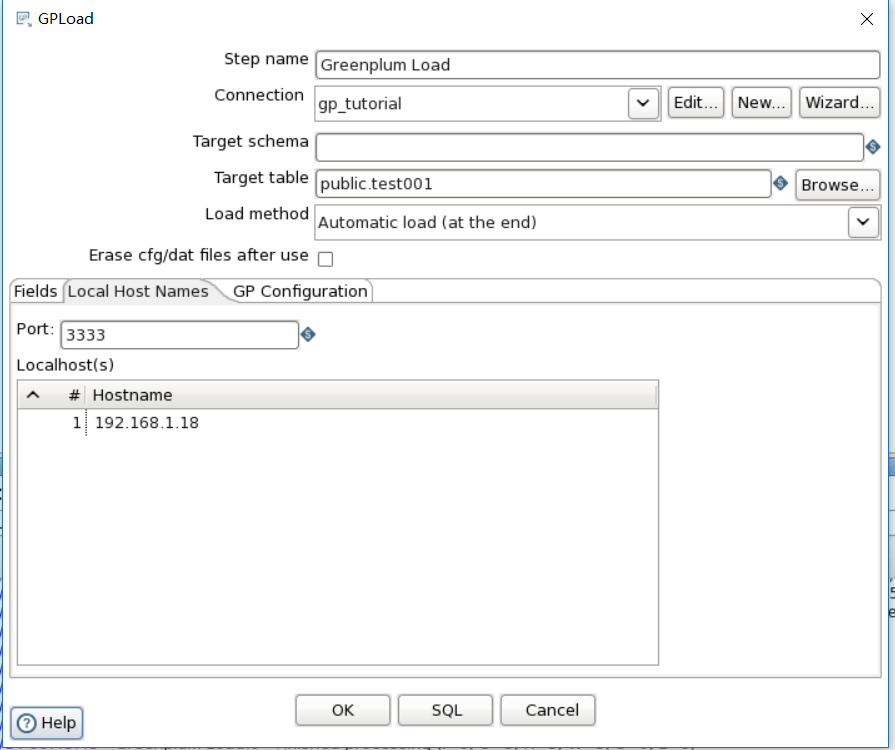 GPLoad
Step name Greenplum Load
Connection gp_tutorial Edit... New... Wizard...
Target schema
Target table public.test001 Browse...
Load method Automatic load (at the end)
Erase cfg/dat files after use
Fields Local Host Names GP Configuration
Port: 3333
Localhost(s)
# Hostname
1 192.168.1.18
OK SQL Cancel
Help